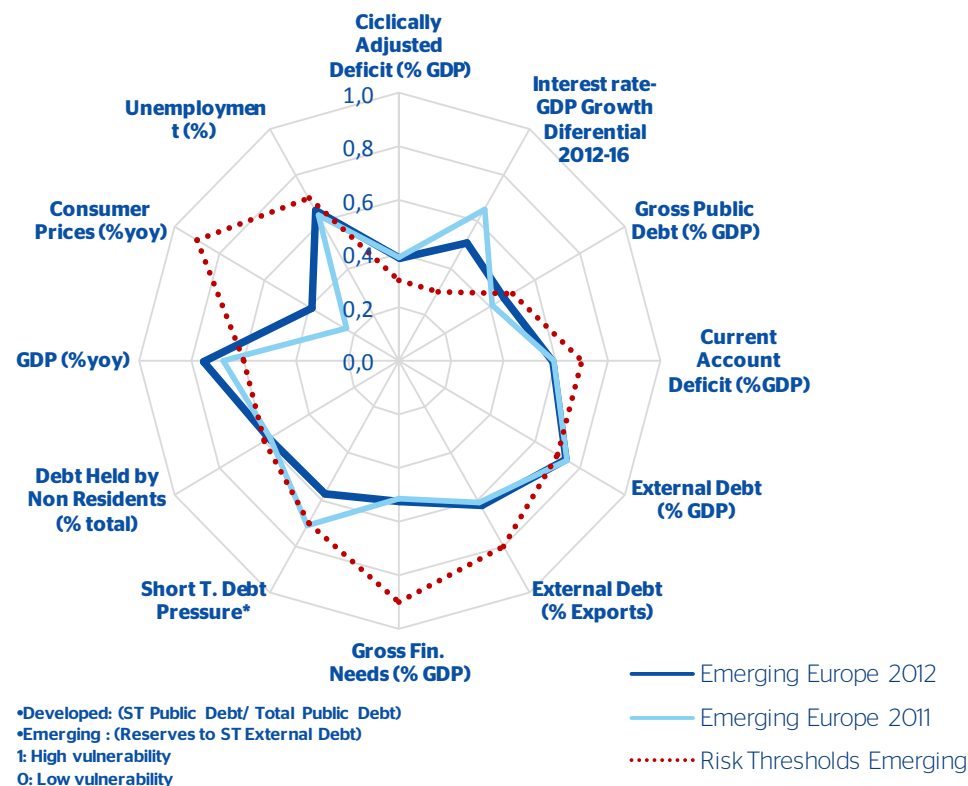 Ciclically
Adjusted
Deficit (% GDP)
Interest rate-
GDP Growth
Diferential
2012-16
Gross Public
Debt (% GDP)
Current
Account
Deficit (%GDP)
External Debt
(% GDP)
External Debt
(% Exports)
Gross Fin.
Needs (% GDP)
Short T. Debt
Pressure*
Debt Held by
Non Residents
(% total)
GDP (%yoy)
Consumer
Prices (%yoy)
Unemploymen
t (%)
1,0
0,8
0,6
0,4
0,2
0,0
Emerging Europe 2012
Emerging Europe 2011
Risk Thresholds Emerging
•Developed: (ST Public Debt/ Total Public Debt)
•Emerging : (Reserves to ST External Debt)
1: High vulnerability
0: Low vulnerability